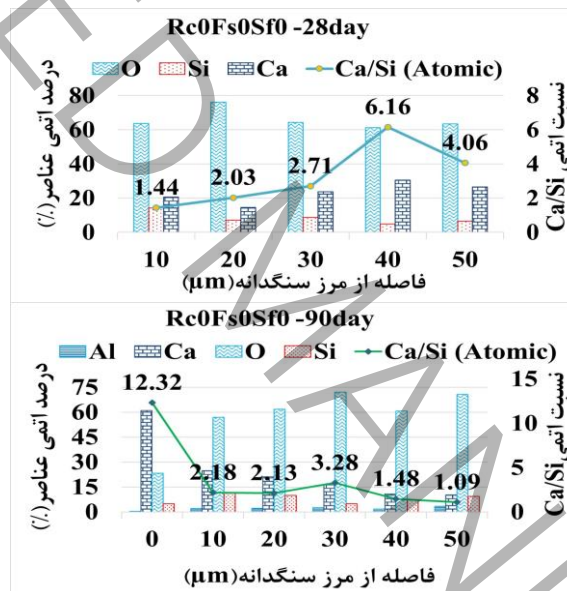 Rc0Fs0Sf0 -28day
O Si Ca Ca/Si (Atomic)
درصد اتمی عناصر(%)
80
60
40
20
0
1.44 2.03 2.71 6.16 4.06
8
6
4
2
0
نسبت اتمی Ca/Si
10 20 30 40 50
فاصله از مرز سنگدانه(µm)
Rc0Fs0Sf0 -90day
Al Ca O Si Ca/Si (Atomic)
درصد اتمی عناصر(%)
75
60
45
30
15
0
12.32 2.18 2.13 3.28 1.48 1.09
15
10
5
0
نسبت اتمی Ca/Si
0 10 20 30 40 50
فاصله از مرز سنگدانه(µm)